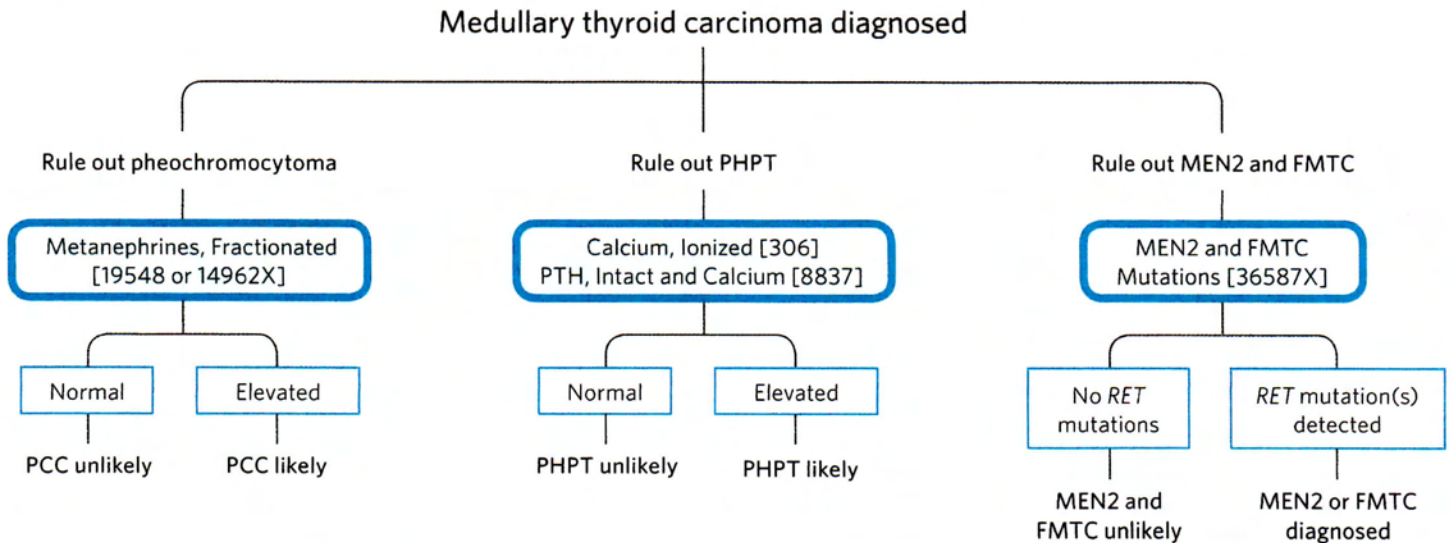 Medullary thyroid carcinoma diagnosed
Rule out pheochromocytoma
Rule out PHPT
Rule out MEN2 and FMTC
Metanephrines, Fractionated
[19548 or 14962X]
Calcium, Ionized [306]
PTH, Intact and Calcium [8837]
MEN2 and FMTC
Mutations [36587X]
Normal
Elevated
Normal
Elevated
No RET
mutations
RET mutation(s)
detected
PCC unlikely
PCC likely
PHPT unlikely
PHPT likely
MEN2 and
FMTC unlikely
MEN2 or FMTC
diagnosed